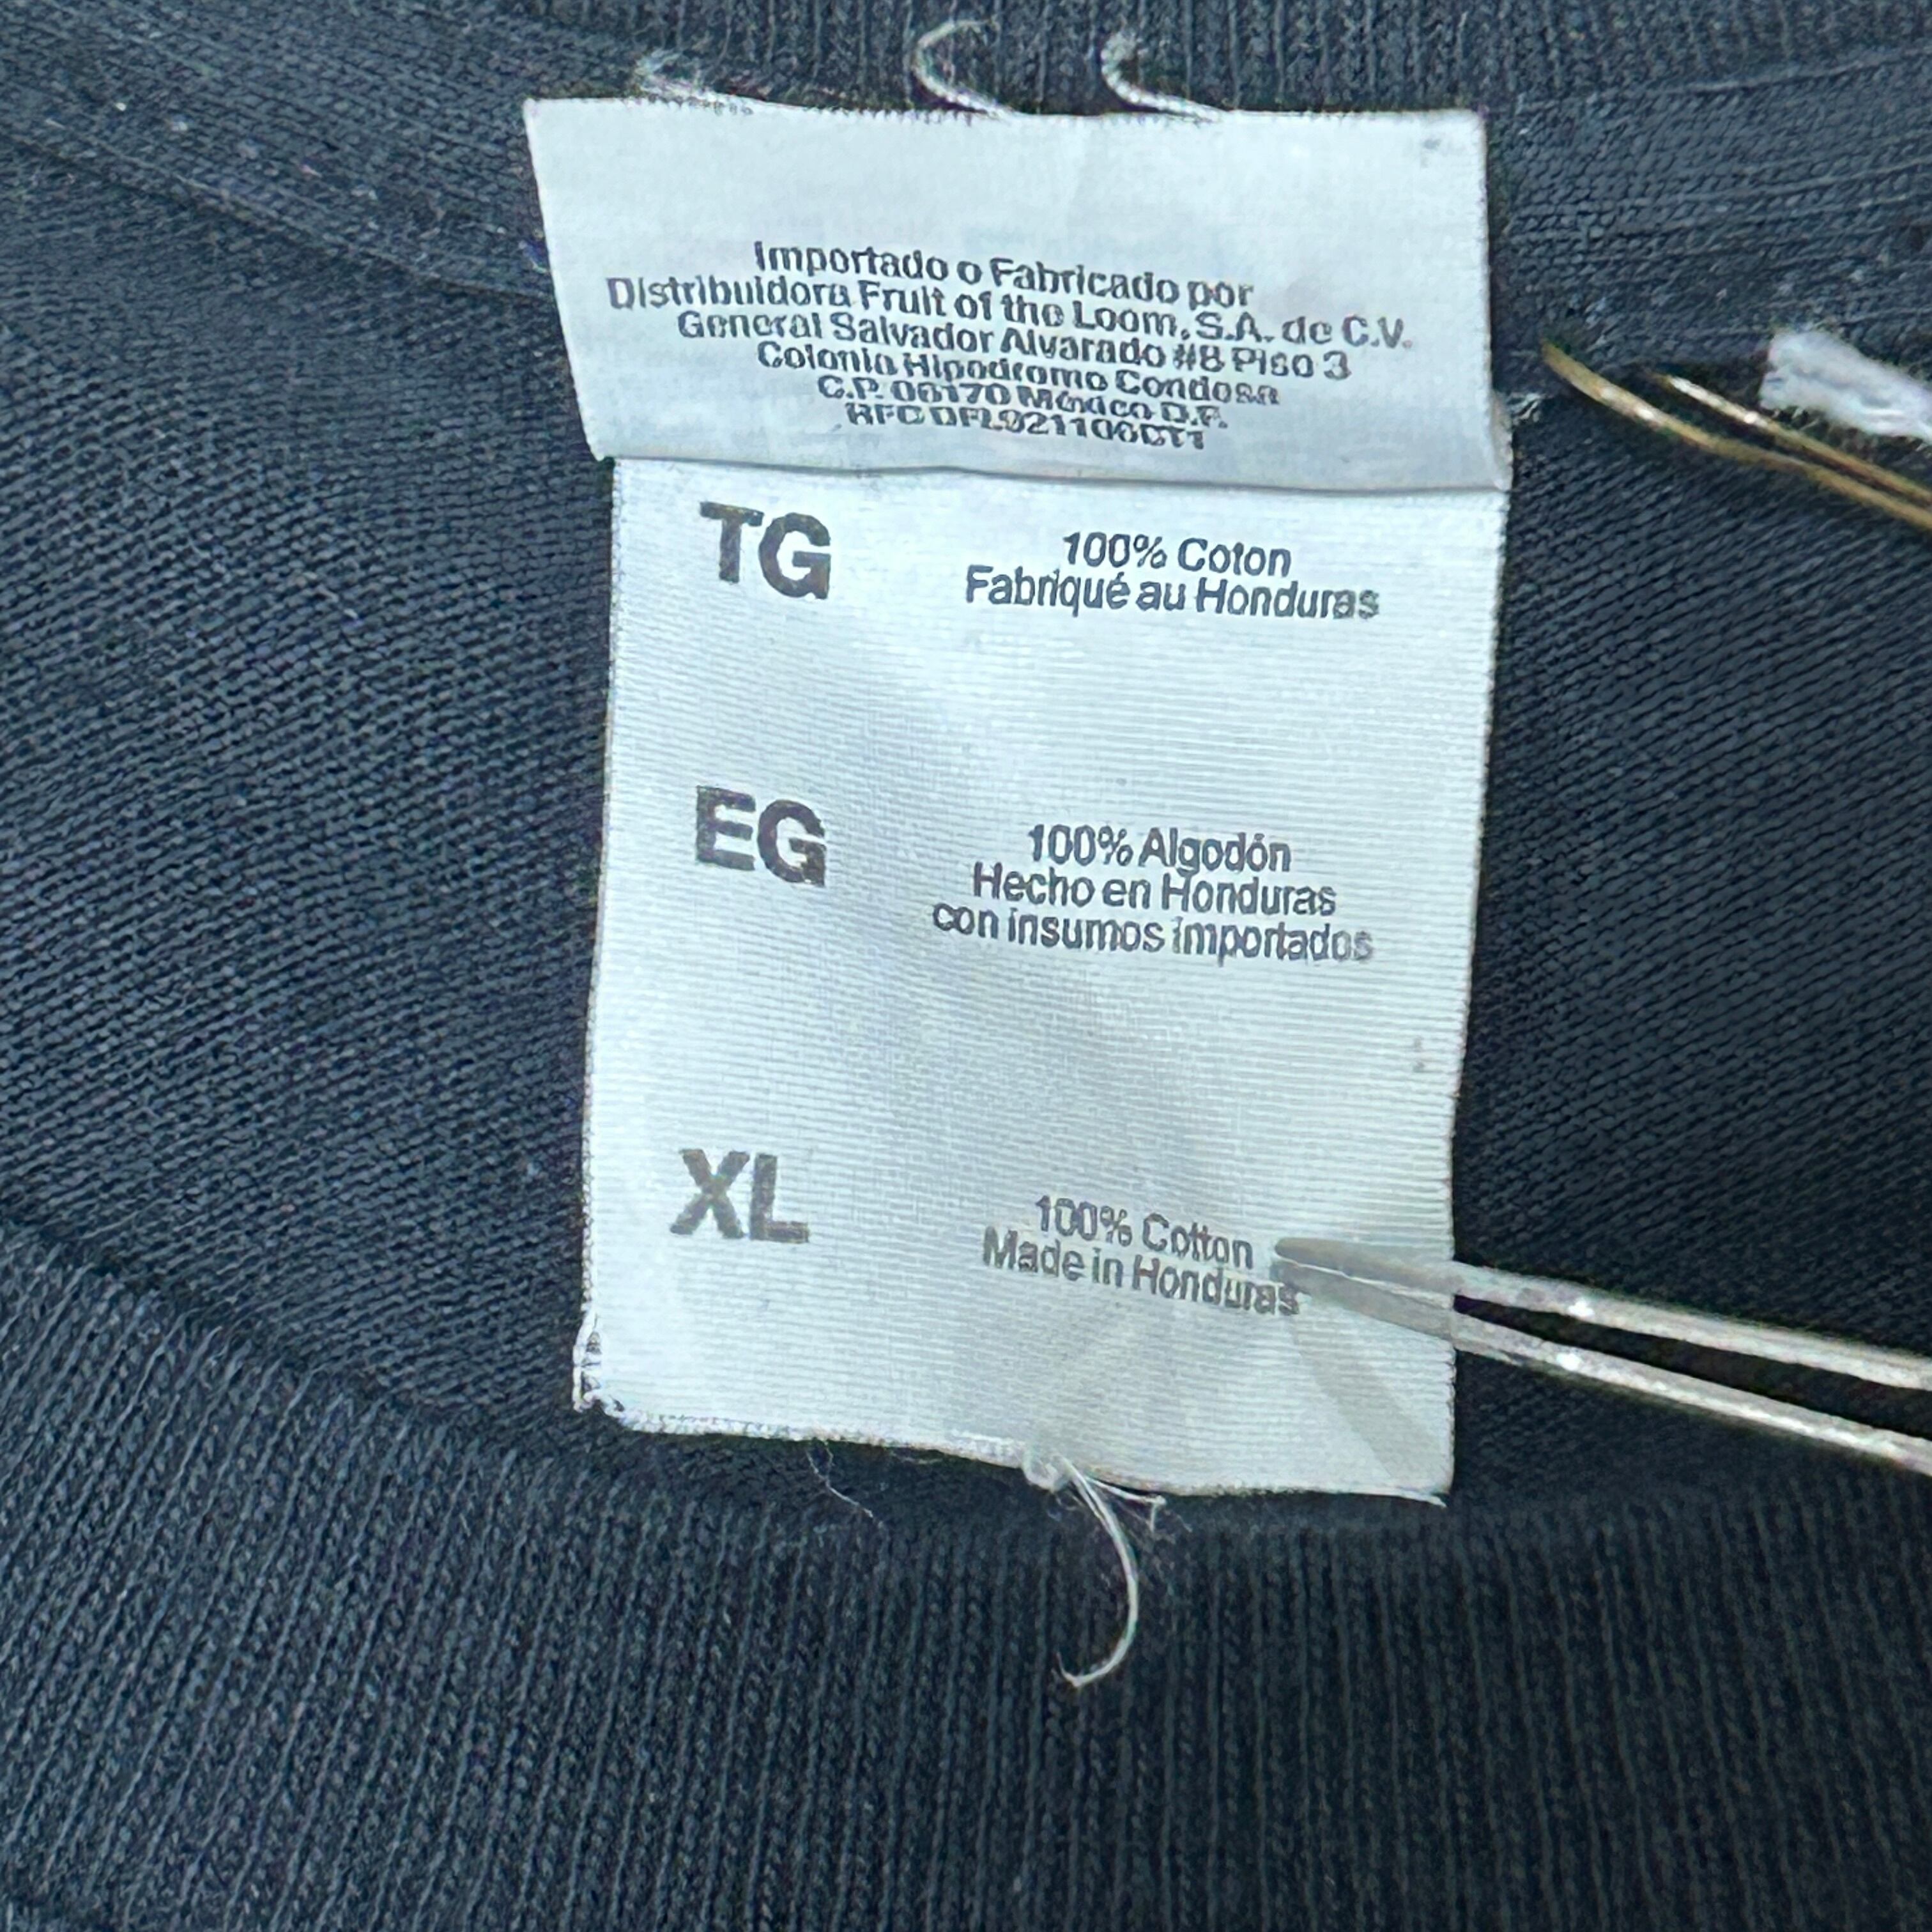 Importado o Fabricado por
Distribuidora Fruit of the Loom, S.A. de C.V.
General Salvador Alvarado #8 Piso 3
Colonia Hipodromo Condesa
C.P. 06170 México D.F.
RFC DFL921106CT1
TG
100% Coton
Fabriqué au Honduras
EG
100% Algodón
Hecho en Honduras
con insumos importados
XL
100% Cotton
Made in Honduras